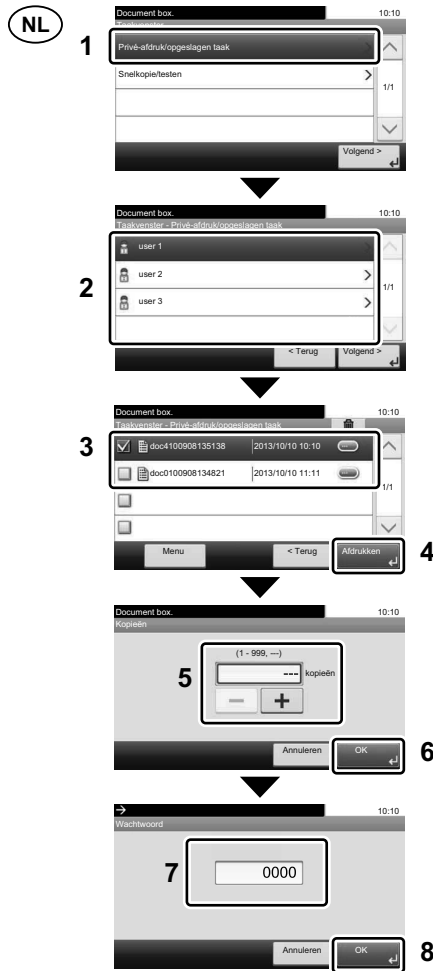 NL
Document box. 10:10
Taakvenster
1 Privé-afdruk/opgeslagen taak
Snelkopie/testen
1/1
Volgend >
Document box. 10:10
Taakvenster - Privé-afdruk/opgeslagen taak
user 1
2 user 2
1/1
user 3
< Terug Volgend >
Document box. 10:10
Taakvenster - Privé-afdruk/opgeslagen taak
3 doc4100908135138 2013/10/10 10:10
doc0100908134821 2013/10/10 11:11
1/1
Menu < Terug Afdrukken 4
Document box. 10:10
Kopieën
(1 - 999, ---)
5 --- kopieën
Annuleren OK 6
10:10
Wachtwoord
7 0000
Annuleren OK 8